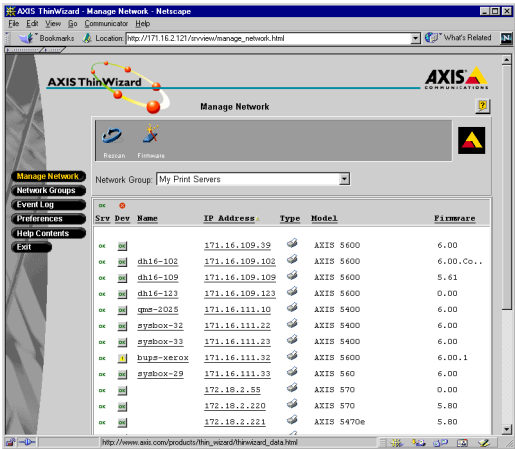 AXIS ThinWizard - Manage Network - Netscape
File Edit View Go Communicator Help
Bookmarks Location: http://171.16.2.121/srvview/manage_network.html What's Related
AXIS ThinWizard
AXIS
COMMUNICATIONS
Manage Network
?
Rescan Firmware
Manage Network
Network Groups
Event Log
Preferences
Help Contents
Exit
Network Group: My Print Servers
OK
Srv Dev Name IP Address Type Model Firmware
OK OK 171.16.109.39 AXIS 5600 6.00
OK OK dh16-102 171.16.109.102 AXIS 5600 6.00.Co..
OK OK dh16-109 171.16.109.109 AXIS 5600 5.61
OK OK dh16-123 171.16.109.123 AXIS 5600 0.00
OK OK qms-2025 171.16.111.10 AXIS 5400 6.00
OK OK sysbox-32 171.16.111.22 AXIS 5400 6.00
OK OK sysbox-33 171.16.111.23 AXIS 5400 6.00
OK ! bups-xerox 171.16.111.32 AXIS 5600 6.00.1
OK OK sysbox-29 171.16.111.33 AXIS 560 6.00
OK OK 172.18.2.55 AXIS 570 0.00
OK OK 172.18.2.220 AXIS 570 5.80
OK OK 172.18.2.221 AXIS 5470e 5.80
http://www.axis.com/products/thin_wizard/thinwizard_data.html